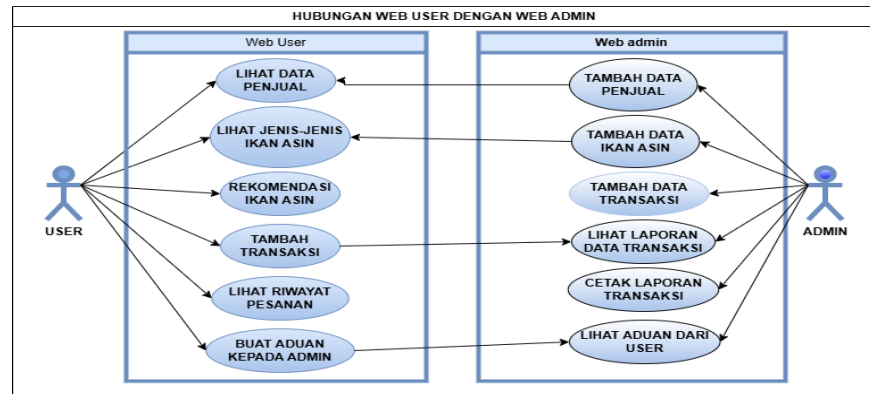 HUBUNGAN WEB USER DENGAN WEB ADMIN
Web User
LIHAT DATA
PENJUAL
LIHAT JENIS-JENIS
IKAN ASIN
REKOMENDASI
IKAN ASIN
TAMBAH
TRANSAKSI
LIHAT RIWAYAT
PESANAN
BUAT ADUAN
KEPADA ADMIN
USER
Web admin
TAMBAH DATA
PENJUAL
TAMBAH DATA
IKAN ASIN
TAMBAH DATA
TRANSAKSI
LIHAT LAPORAN
DATA TRANSAKSI
CETAK LAPORAN
TRANSAKSI
LIHAT ADUAN DARI
USER
ADMIN